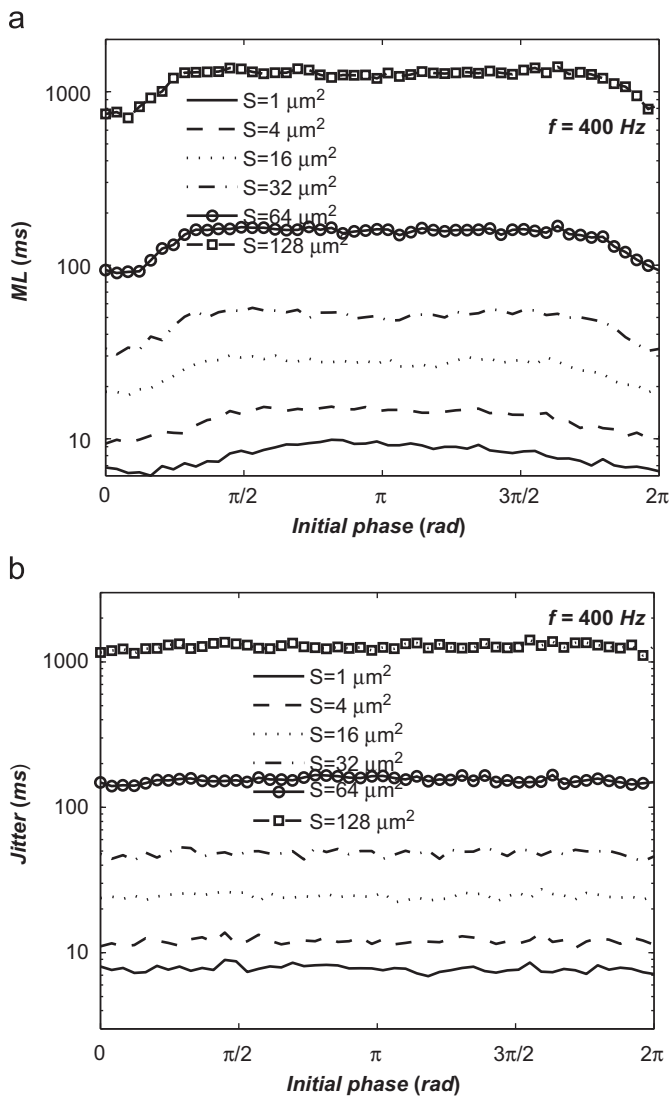 a
1000
100
10
ML (ms)
S=1 μm²
S=4 μm²
S=16 μm²
S=32 μm²
S=64 μm²
S=128 μm²
f = 400 Hz
0 π/2 π 3π/2 2π
Initial phase (rad)
b
1000
100
10
Jitter (ms)
f = 400 Hz
S=1 μm²
S=4 μm²
S=16 μm²
S=32 μm²
S=64 μm²
S=128 μm²
0 π/2 π 3π/2 2π
Initial phase (rad)